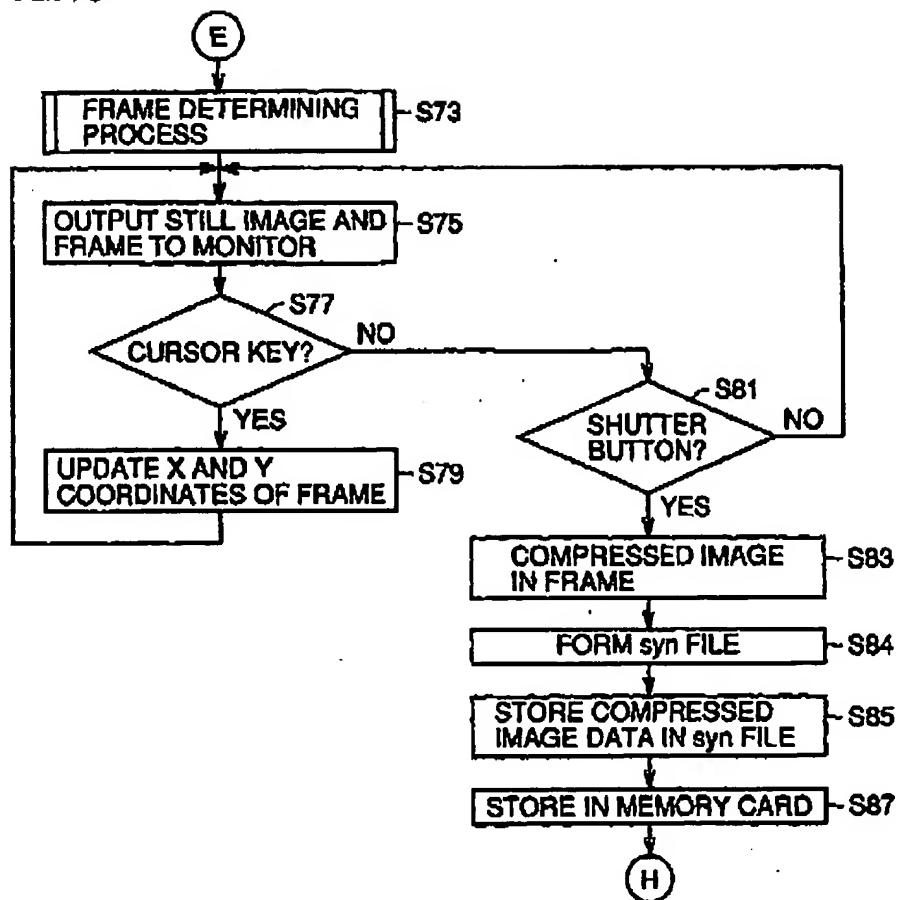 E
FRAME DETERMINING
PROCESS
S73
OUTPUT STILL IMAGE AND
FRAME TO MONITOR
S75
S77
CURSOR KEY?
NO
YES
UPDATE X AND Y
COORDINATES OF FRAME
S79
S81
SHUTTER
BUTTON?
NO
YES
COMPRESSED IMAGE
IN FRAME
S83
FORM syn FILE
S84
STORE COMPRESSED
IMAGE DATA IN syn FILE
S85
STORE IN MEMORY CARD
S87
H